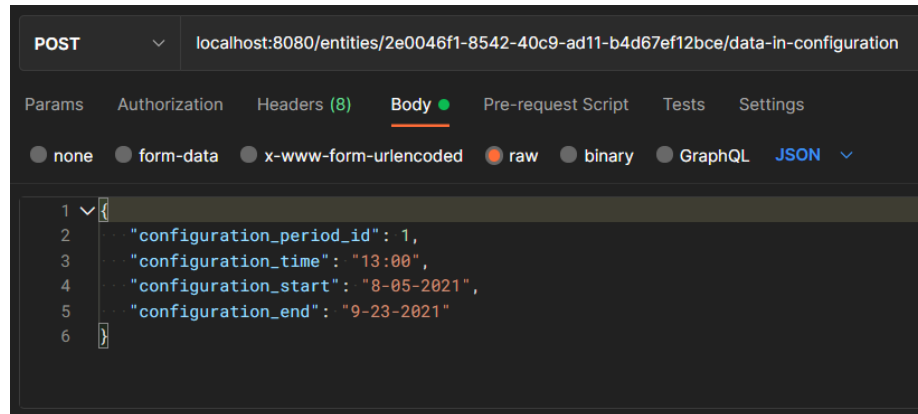 POST localhost:8080/entities/2e0046f1-8542-40c9-ad11-b4d67ef12bce/data-in-configuration
Params Authorization Headers (8) Body Pre-request Script Tests Settings
none form-data x-www-form-urlencoded raw binary GraphQL JSON
1 {
2 "configuration_period_id": 1,
3 "configuration_time": "13:00",
4 "configuration_start": "8-05-2021",
5 "configuration_end": "9-23-2021"
6 }